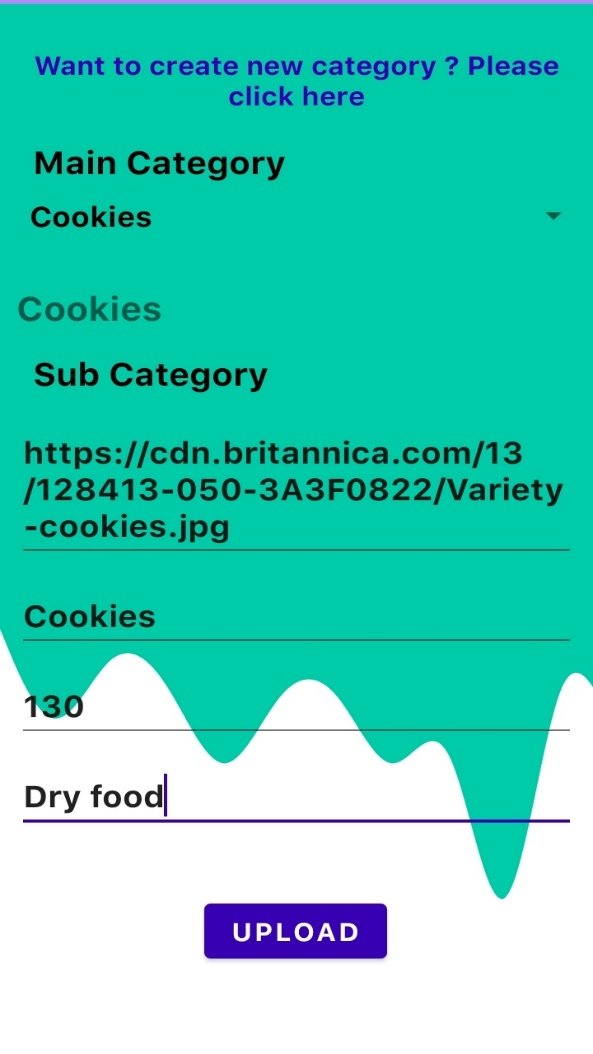 Want to create new category ? Please
click here
Main Category
Cookies
Cookies
Sub Category
https://cdn.britannica.com/13
/128413-050-3A3F0822/Variety
-cookies.jpg
Cookies
130
Dry food
UPLOAD